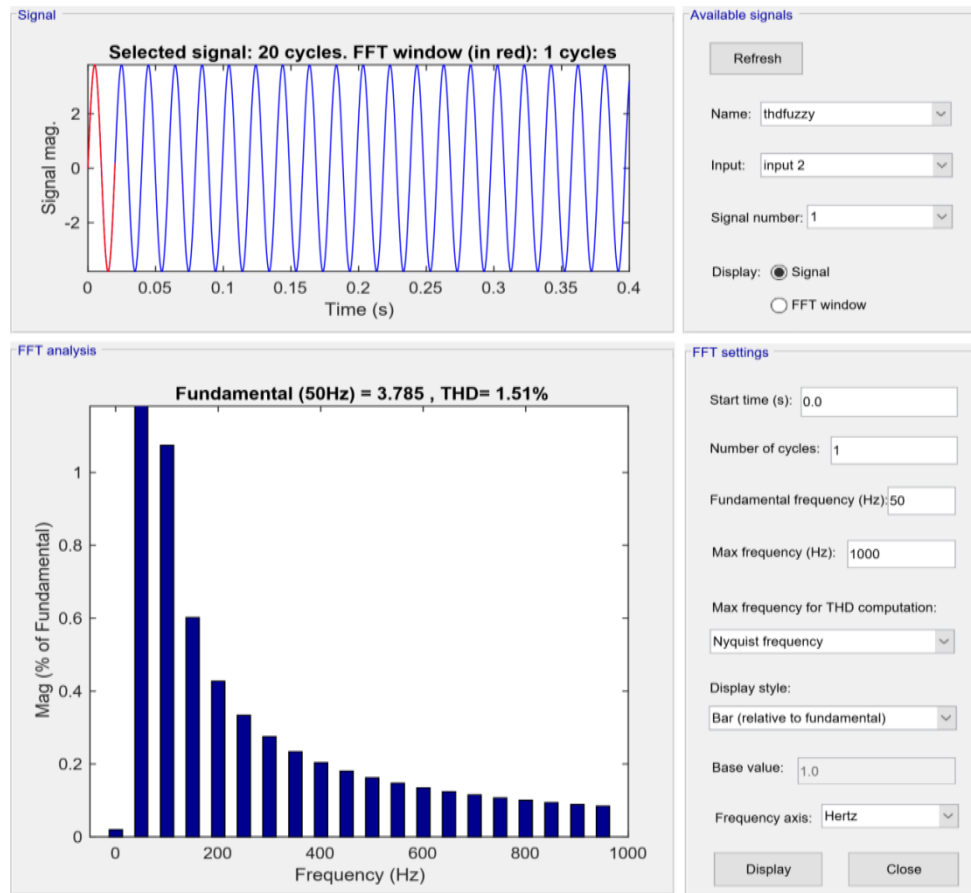 Signal
Selected signal: 20 cycles. FFT window (in red): 1 cycles
2
0
-2
Signal mag.
0 0.05 0.1 0.15 0.2 0.25 0.3 0.35 0.4
Time (s)
Available signals
Refresh
Name: thdfuzzy
Input: input 2
Signal number: 1
Display: Signal
FFT window
FFT analysis
Fundamental (50Hz) = 3.785 , THD= 1.51%
1
0.8
0.6
0.4
0.2
0
Mag (% of Fundamental)
0 200 400 600 800 1000
Frequency (Hz)
FFT settings
Start time (s): 0.0
Number of cycles: 1
Fundamental frequency (Hz): 50
Max frequency (Hz): 1000
Max frequency for THD computation:
Nyquist frequency
Display style:
Bar (relative to fundamental)
Base value: 1.0
Frequency axis: Hertz
Display Close